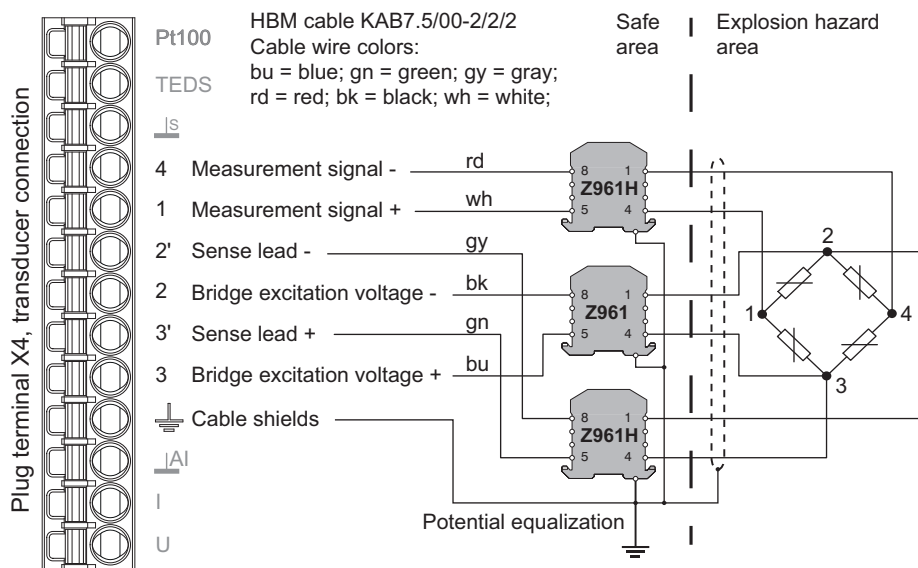 Plug terminal X4, transducer connection
HBM cable KAB7.5/00-2/2/2
Cable wire colors:
bu = blue; gn = green; gy = gray;
rd = red; bk = black; wh = white;
Safe
area
Explosion hazard
area
Pt100
TEDS
S
4 Measurement signal - rd
1 Measurement signal + wh
2' Sense lead - gy
2 Bridge excitation voltage - bk
3' Sense lead + gn
3 Bridge excitation voltage + bu
Cable shields
AI
I
U
8 1
Z961H
5 4
8 1
Z961
5 4
8 1
Z961H
5 4
2
1 4
3
Potential equalization